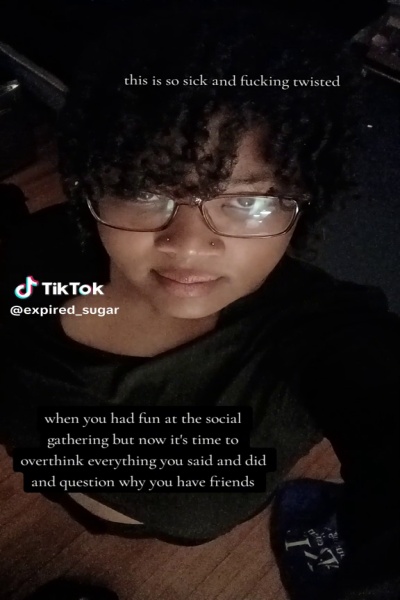 this is so sick and fucking twisted
TikTok
@expired_sugar
when you had fun at the social
gathering but now it's time to
overthink everything you said and did
and question why you have friends